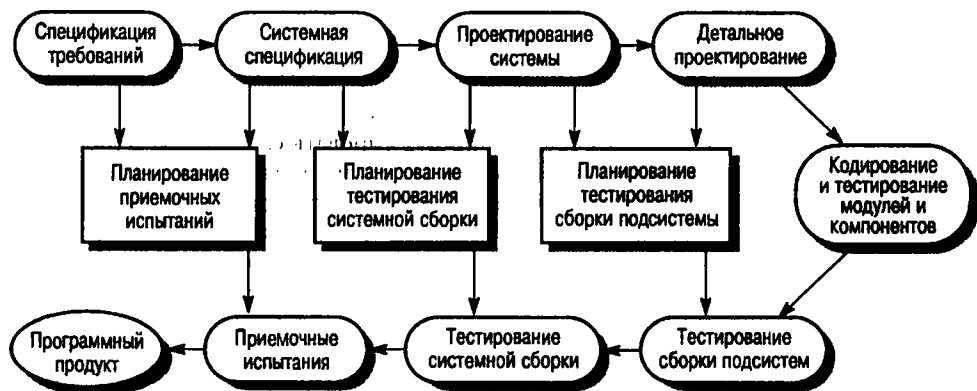 Спецификация
требований
Системная
спецификация
Проектирование
системы
Детальное
проектирование
Планирование
приемочных
испытаний
Планирование
тестирования
системной сборки
Планирование
тестирования
сборки подсистемы
Кодирование
и тестирование
модулей и
компонентов
Программный
продукт
Приемочные
испытания
Тестирование
системной сборки
Тестирование
сборки подсистем